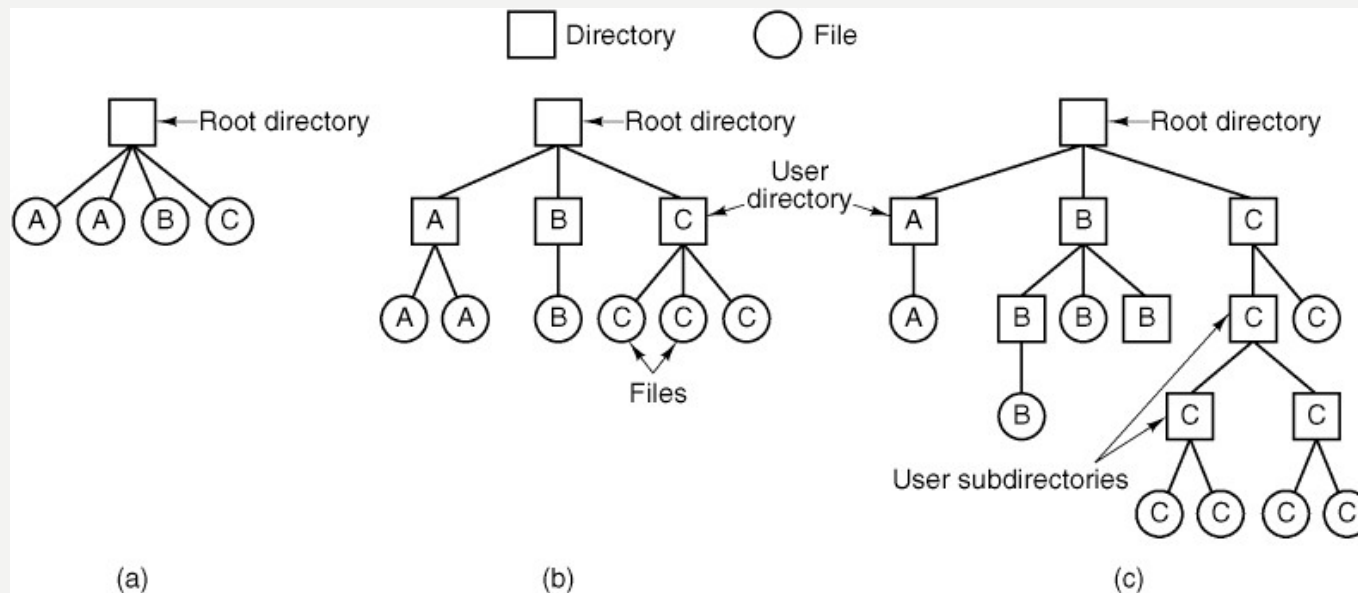 Directory File
Root directory Root directory Root directory
User
directory
A A B C A B C A B C
A A B C C C A B B B C C
Files
B C C
User subdirectories
C C C C
(a) (b) (c)